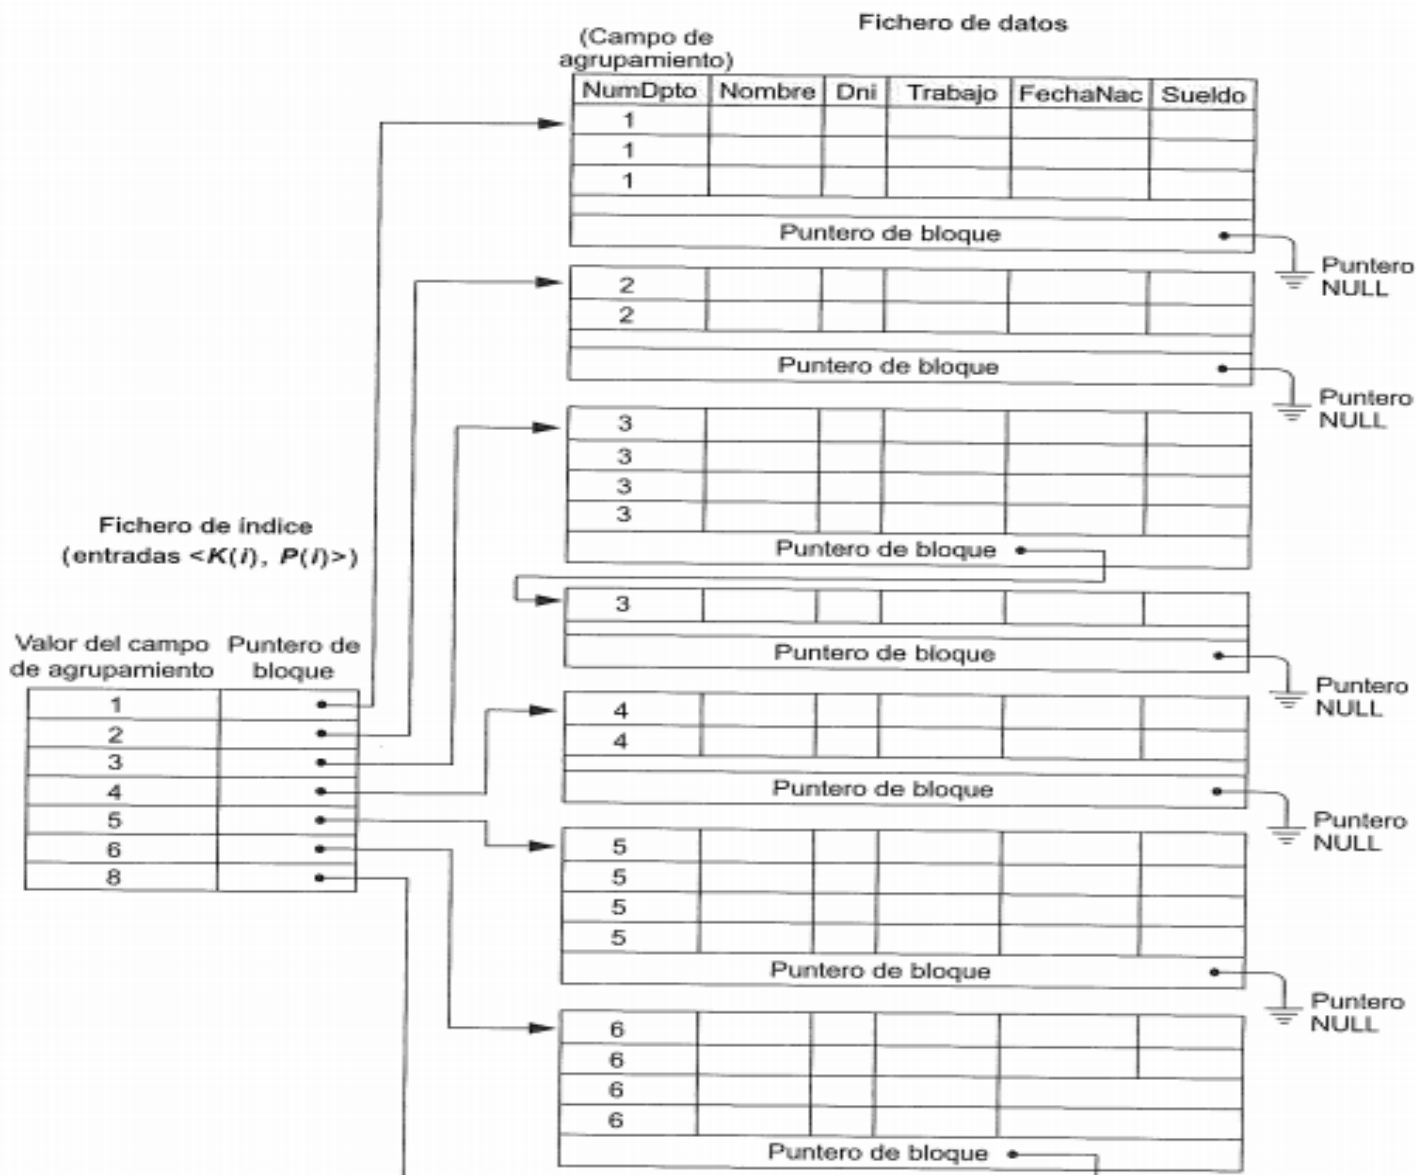 Fichero de datos
(Campo de
agrupamiento)
NumDpto Nombre Dni Trabajo FechaNac Sueldo
1
1
1
Puntero de bloque
Puntero
NULL
2
2
Puntero de bloque
Puntero
NULL
3
3
3
3
Puntero de bloque
3
Puntero de bloque
Puntero
NULL
4
4
Puntero de bloque
Puntero
NULL
5
5
5
5
Puntero de bloque
Puntero
NULL
6
6
6
6
Puntero de bloque
Fichero de índice
(entradas <K(i), P(i)>)
Valor del campo
de agrupamiento
Puntero de
bloque
1
2
3
4
5
6
8